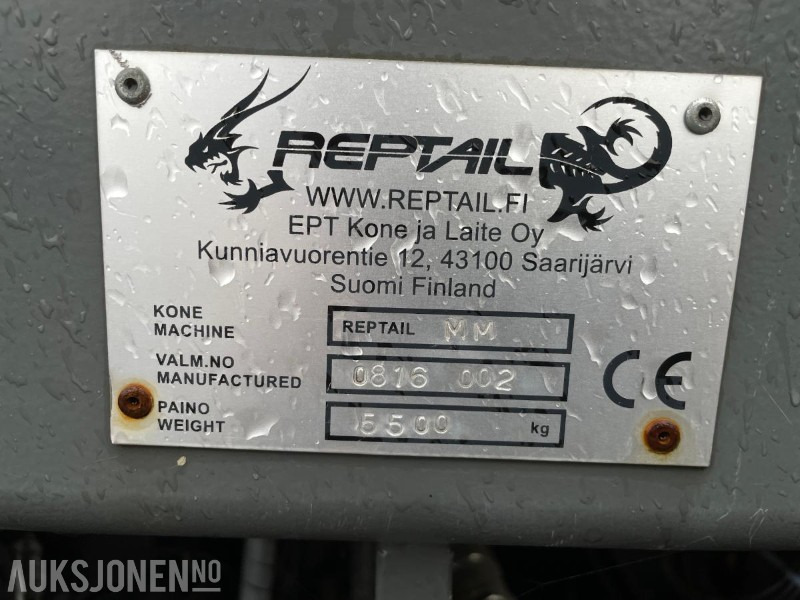 REPTAIL
WWW.REPTAIL.FI
EPT Kone ja Laite Oy
Kunniavuorentie 12, 43100 Saarijärvi
Suomi Finland
KONE
MACHINE
REPTAIL MM
VALM.NO
MANUFACTURED
0816 002
PAINO
WEIGHT
5500 kg
CE
AUKSJONEN.NO